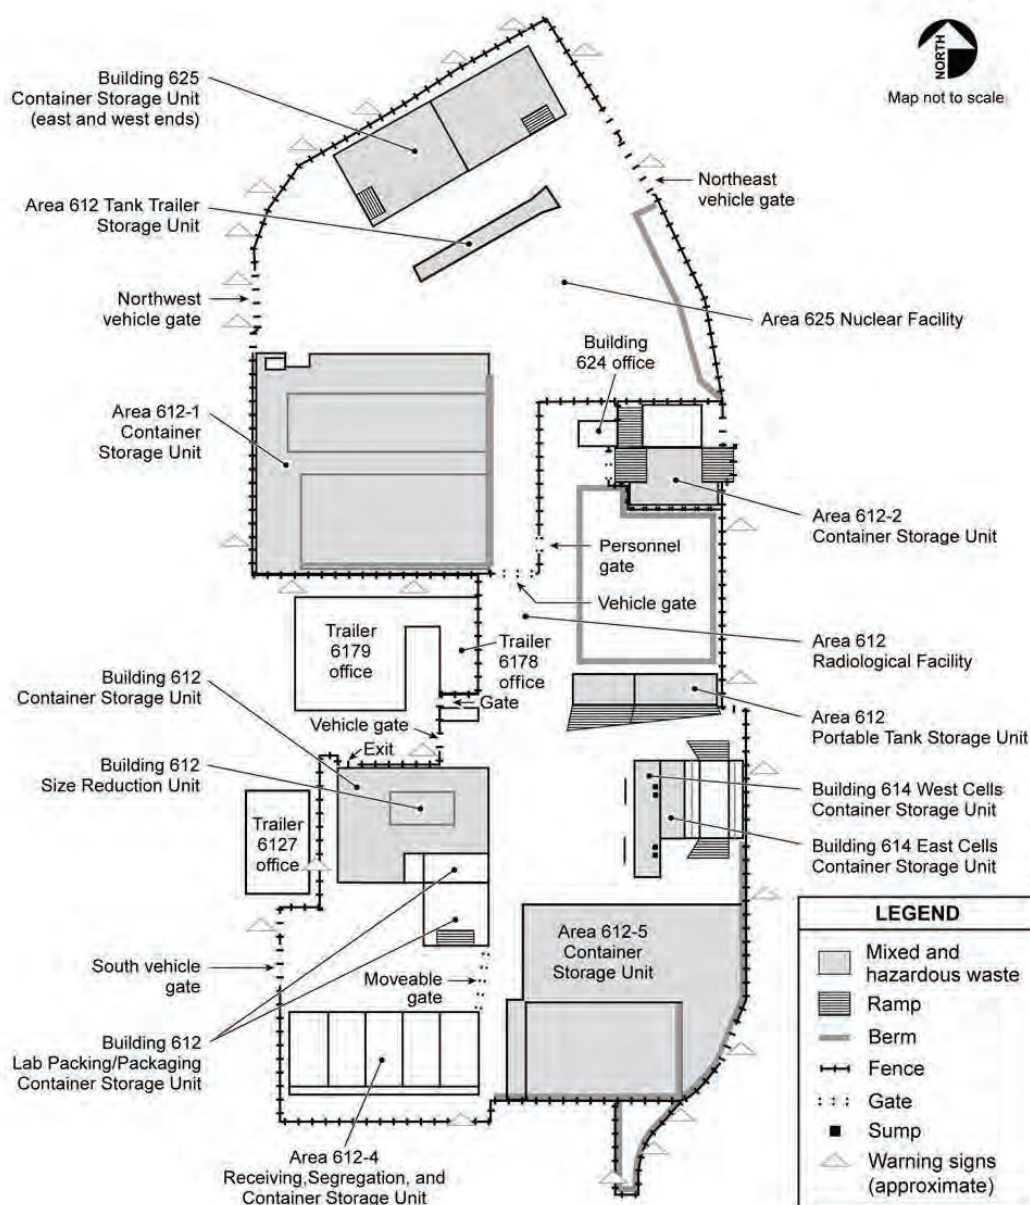 NORTH
Map not to scale
Building 625
Container Storage Unit
(east and west ends)
Area 612 Tank Trailer
Storage Unit
Northeast
vehicle gate
Northwest
vehicle gate
Area 625 Nuclear Facility
Building
624 office
Area 612-1
Container
Storage Unit
Area 612-2
Container Storage Unit
Personnel
gate
Vehicle gate
Trailer
6179
office
Trailer
6178
office
Area 612
Radiological Facility
Building 612
Container Storage Unit
Gate
Vehicle gate
Area 612
Portable Tank Storage Unit
Exit
Building 612
Size Reduction Unit
Building 614 West Cells
Container Storage Unit
Trailer
6127
office
Building 614 East Cells
Container Storage Unit
Area 612-5
Container
Storage Unit
South vehicle
gate
Moveable
gate
Building 612
Lab Packing/Packaging
Container Storage Unit
Area 612-4
Receiving,Segregation, and
Container Storage Unit
LEGEND
Mixed and
hazardous waste
Ramp
Berm
Fence
Gate
Sump
Warning signs
(approximate)